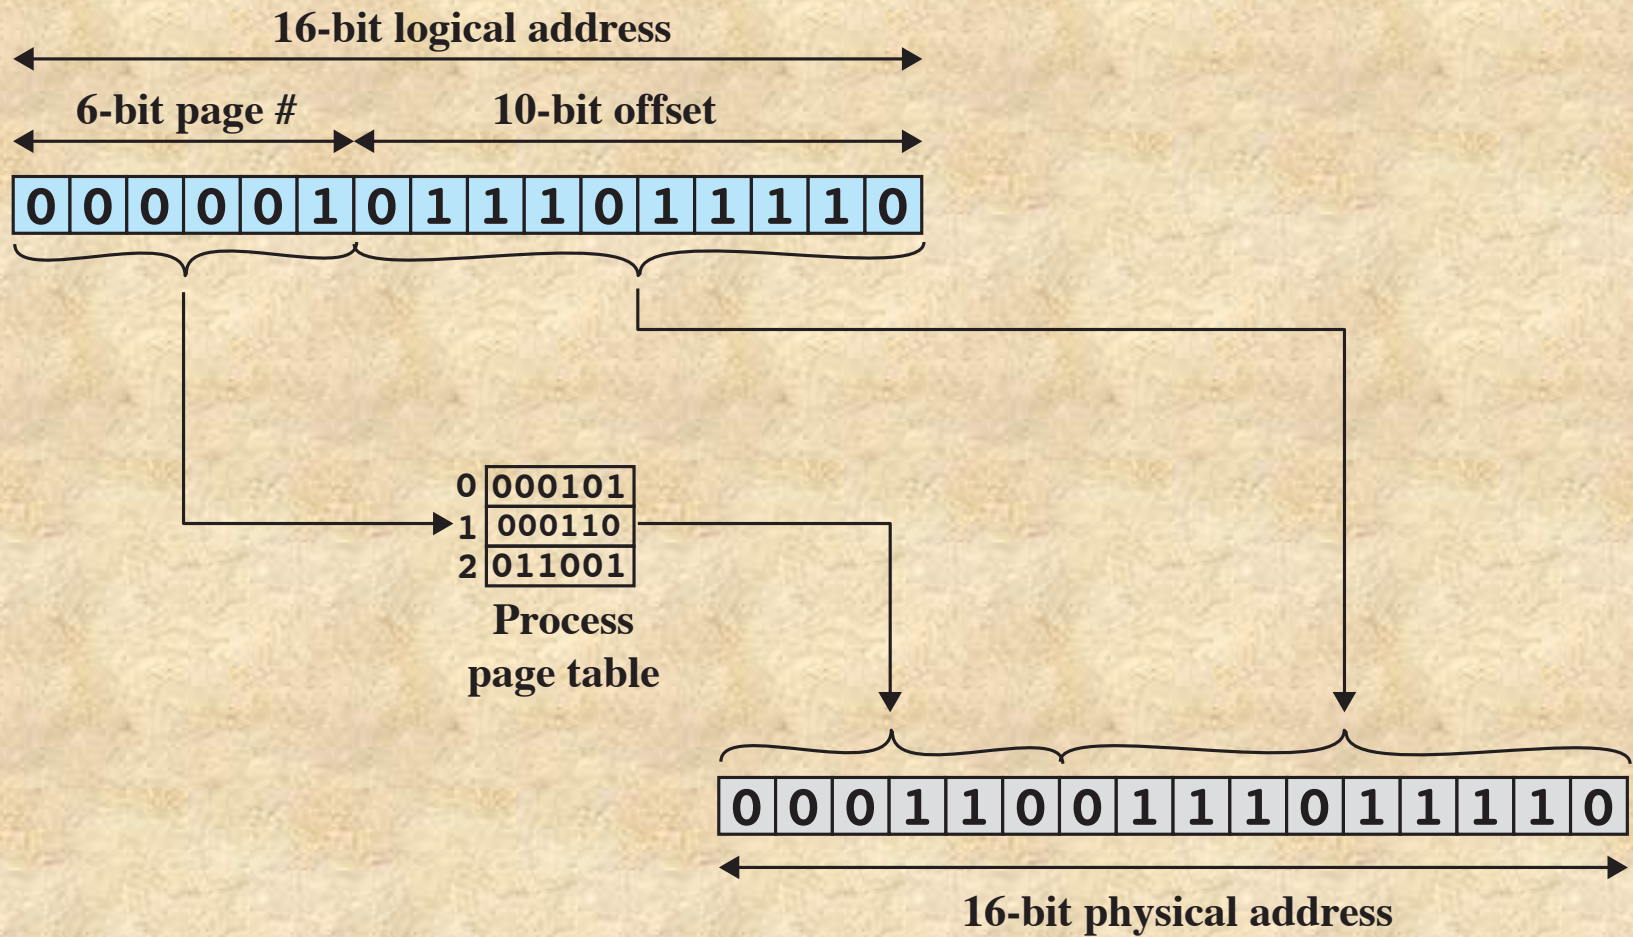 16-bit logical address
6-bit page # 10-bit offset
0 0 0 0 0 1 0 1 1 1 0 1 1 1 1 0
0 000101
1 000110
2 011001
Process
page table
0 0 0 1 1 0 0 1 1 1 0 1 1 1 1 0
16-bit physical address